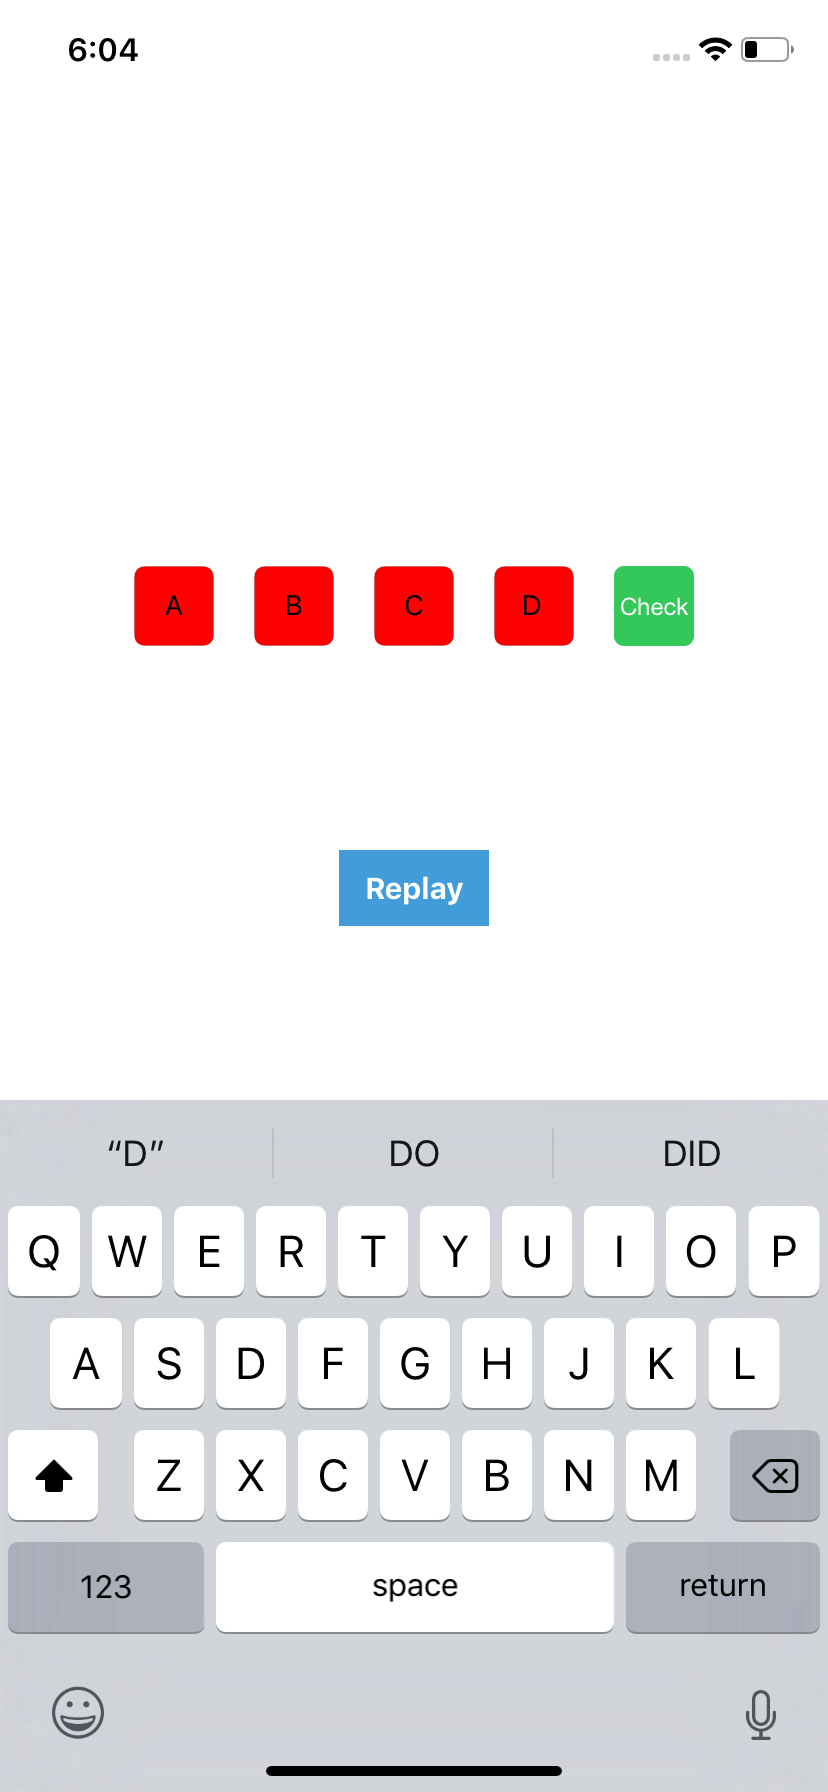 6:04
A B C D Check
Replay
“D” DO DID
Q W E R T Y U I O P
A S D F G H J K L
Z X C V B N M
123 space return